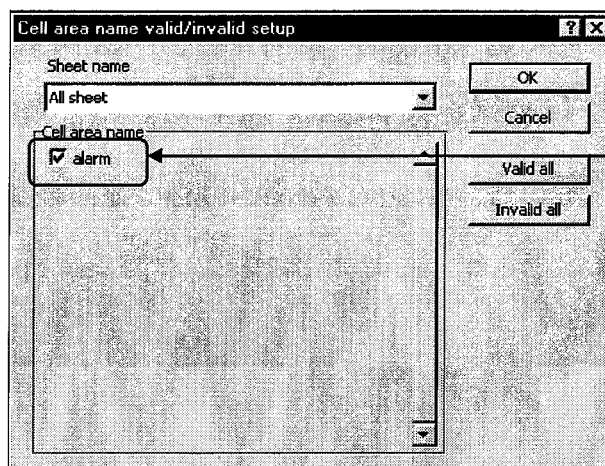 Cell area name valid/invalid setup
Sheet name
All sheet
OK
Cancel
Cell area name
alarm
Valid all
Invalid all